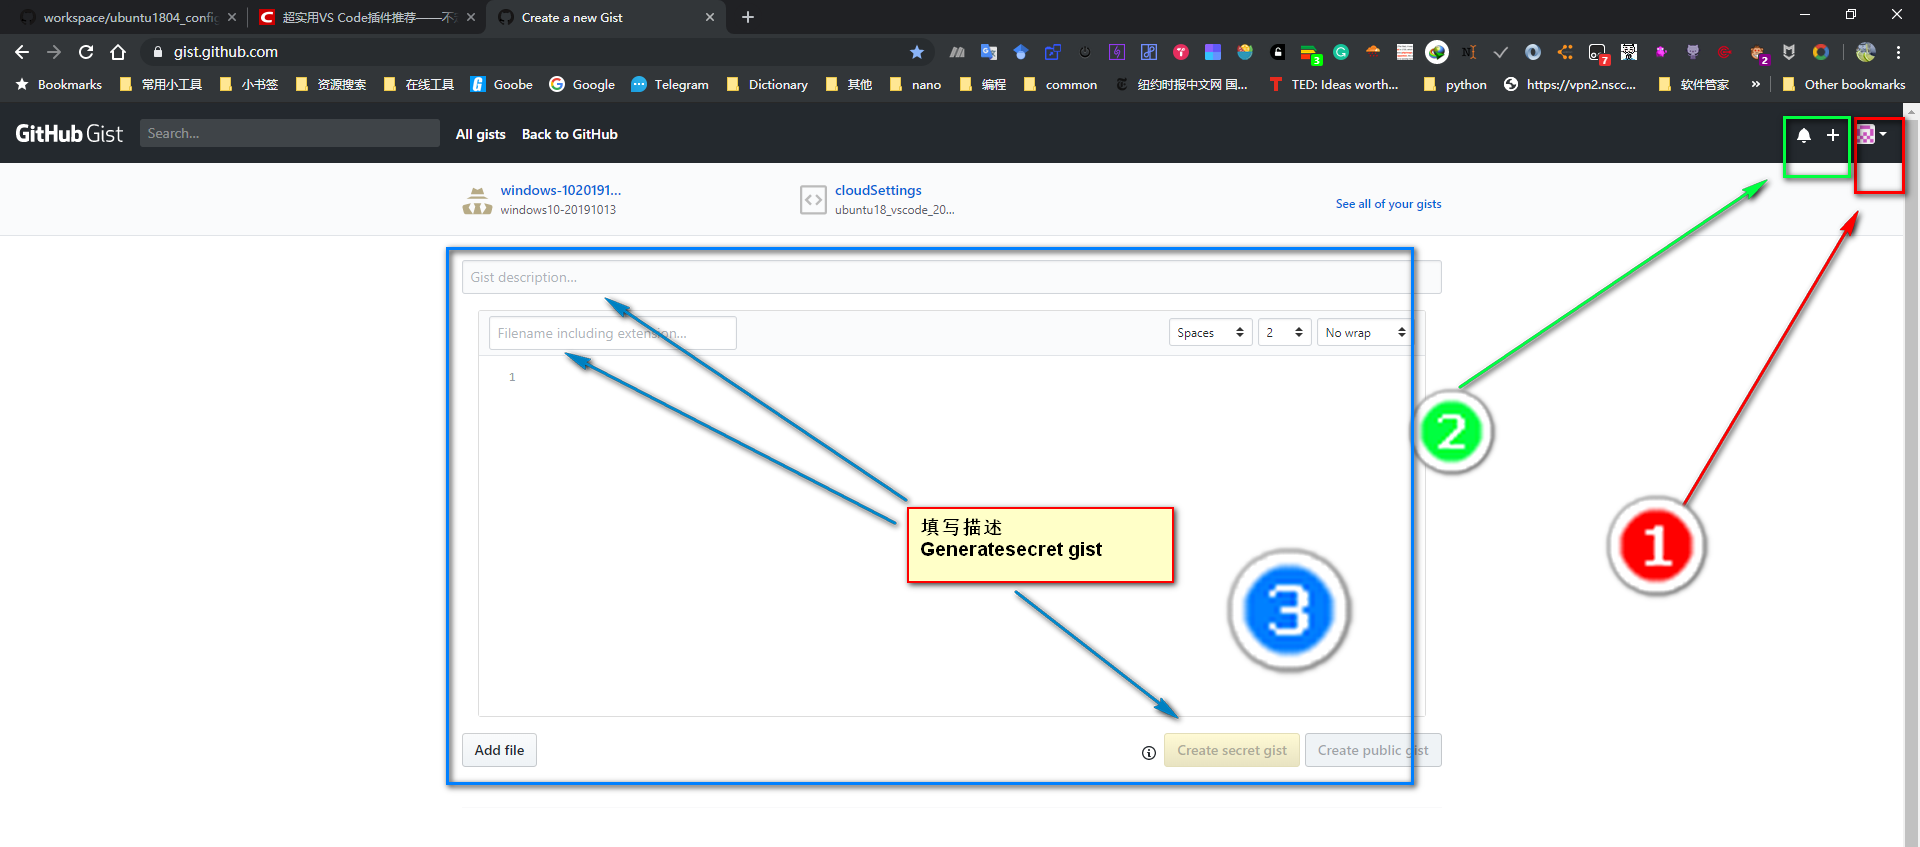 workspace/ubuntu1804_config
超实用VS Code插件推荐——不
Create a new Gist
gist.github.com
3
7
2
Bookmarks
常用小工具
小书签
资源搜索
在线工具
Goobe
Google
Telegram
Dictionary
其他
nano
编程
common
纽约时报中文网 国...
TED: Ideas worth...
python
https://vpn2.nscc...
软件管家
»
Other bookmarks
GitHub Gist
Search...
All gists
Back to GitHub
windows-1020191...
windows10-20191013
cloudSettings
ubuntu18_vscode_20...
See all of your gists
Gist description...
Filename including extension...
Spaces
2
No wrap
1
2
1
填写描述
Generatesecret gist
3
Add file
Create secret gist
Create public gist